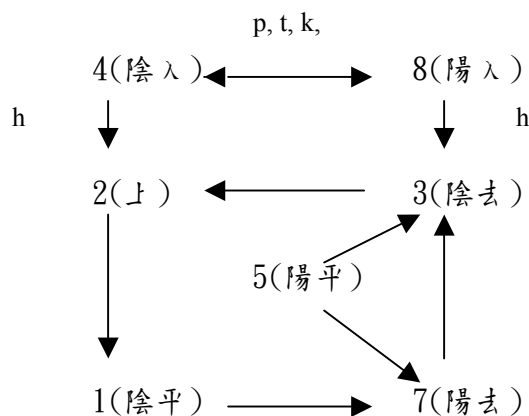 p, t, k,
4(陰入) 8(陽入)
h h
2(上) 3(陰去)
5(陽平)
1(陰平) 7(陽去)